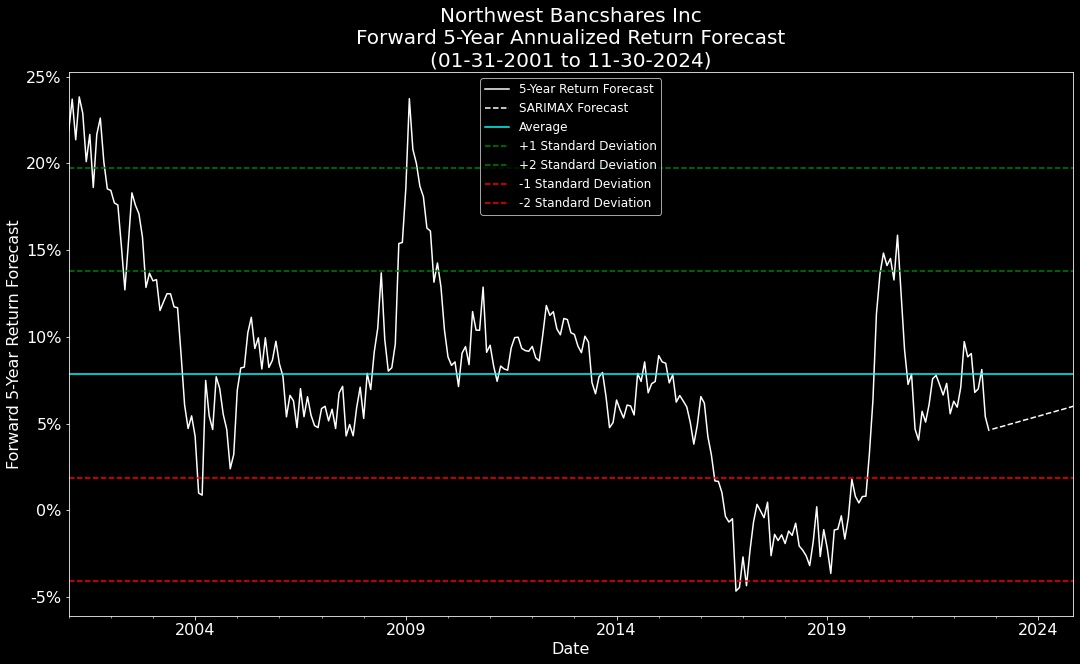 Northwest Bancshares Inc
Forward 5-Year Annualized Return Forecast
(01-31-2001 to 11-30-2024)
5-Year Return Forecast
SARIMAX Forecast
Average
+1 Standard Deviation
+2 Standard Deviation
-1 Standard Deviation
-2 Standard Deviation
Forward 5-Year Return Forecast
25%
20%
15%
10%
5%
0%
-5%
2004
2009
2014
2019
2024
Date